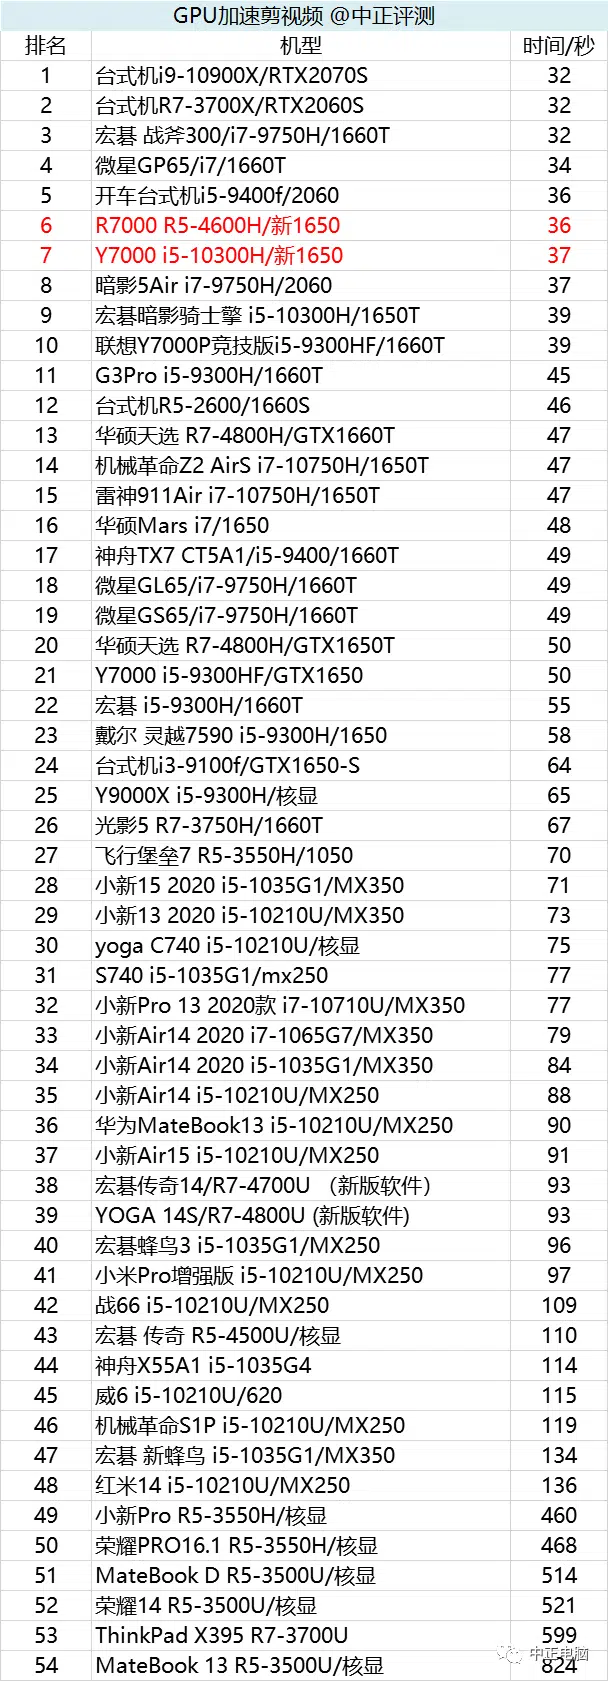 GPU加速剪视频 @中正评测
排名 机型 时间/秒
1 台式机i9-10900X/RTX2070S 32
2 台式机R7-3700X/RTX2060S 32
3 宏碁 战斧300/i7-9750H/1660T 32
4 微星GP65/i7/1660T 34
5 开车台式机i5-9400f/2060 36
6 R7000 R5-4600H/新1650 36
7 Y7000 i5-10300H/新1650 37
8 暗影5Air i7-9750H/2060 37
9 宏碁暗影骑士擎 i5-10300H/1650T 39
10 联想Y7000P竞技版i5-9300HF/1660T 39
11 G3Pro i5-9300H/1660T 45
12 台式机R5-2600/1660S 46
13 华硕天选 R7-4800H/GTX1660T 47
14 机械革命Z2 AirS i7-10750H/1650T 47
15 雷神911Air i7-10750H/1650T 47
16 华硕Mars i7/1650 48
17 神舟TX7 CT5A1/i5-9400/1660T 49
18 微星GL65/i7-9750H/1660T 49
19 微星GS65/i7-9750H/1660T 49
20 华硕天选 R7-4800H/GTX1650T 50
21 Y7000 i5-9300HF/GTX1650 50
22 宏碁 i5-9300H/1660T 55
23 戴尔 灵越7590 i5-9300H/1650 58
24 台式机i3-9100f/GTX1650-S 64
25 Y9000X i5-9300H/核显 65
26 光影5 R7-3750H/1660T 67
27 飞行堡垒7 R5-3550H/1050 70
28 小新15 2020 i5-1035G1/MX350 71
29 小新13 2020 i5-10210U/MX350 73
30 yoga C740 i5-10210U/核显 75
31 S740 i5-1035G1/mx250 77
32 小新Pro 13 2020款 i7-10710U/MX350 77
33 小新Air14 2020 i7-1065G7/MX350 79
34 小新Air14 2020 i5-1035G1/MX350 84
35 小新Air14 i5-10210U/MX250 88
36 华为MateBook13 i5-10210U/MX250 90
37 小新Air15 i5-10210U/MX250 91
38 宏碁传奇14/R7-4700U （新版软件） 93
39 YOGA 14S/R7-4800U (新版软件) 93
40 宏碁蜂鸟3 i5-1035G1/MX250 96
41 小米Pro增强版 i5-10210U/MX250 97
42 战66 i5-10210U/MX250 109
43 宏碁 传奇 R5-4500U/核显 110
44 神舟X55A1 i5-1035G4 114
45 威6 i5-10210U/620 115
46 机械革命S1P i5-10210U/MX250 119
47 宏碁 新蜂鸟 i5-1035G1/MX350 134
48 红米14 i5-10210U/MX250 136
49 小新Pro R5-3550H/核显 460
50 荣耀PRO16.1 R5-3550H/核显 468
51 MateBook D R5-3500U/核显 514
52 荣耀14 R5-3500U/核显 521
53 ThinkPad X395 R7-3700U 599
54 MateBook 13 R5-3500U/核显 824
中正电脑